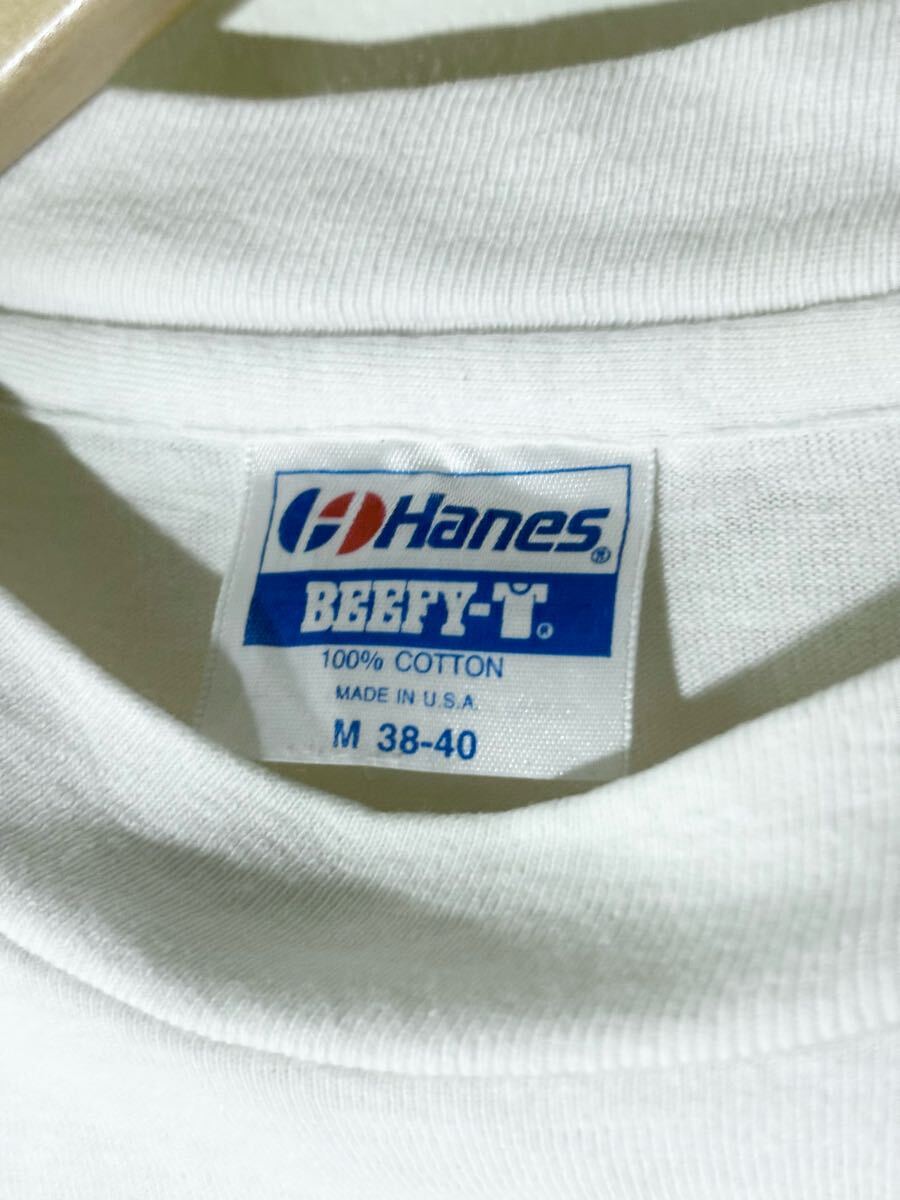 Hanes®
BEEFY-T®
100% COTTON
MADE IN U.S.A.
M 38-40